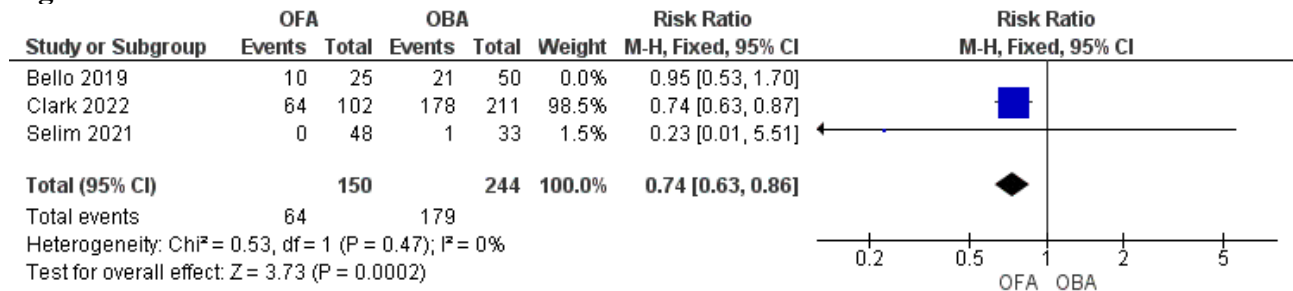 OFA OBA Risk Ratio Risk Ratio
Study or Subgroup Events Total Events Total Weight M-H, Fixed, 95% CI M-H, Fixed, 95% CI
Bello 2019 10 25 21 50 0.0% 0.95 [0.53, 1.70]
Clark 2022 64 102 178 211 98.5% 0.74 [0.63, 0.87]
Selim 2021 0 48 1 33 1.5% 0.23 [0.01, 5.51]
Total (95% CI) 150 244 100.0% 0.74 [0.63, 0.86]
Total events 64 179
Heterogeneity: Chi² = 0.53, df = 1 (P = 0.47); I² = 0%
Test for overall effect: Z = 3.73 (P = 0.0002)
0.2 0.5 1 2 5
OFA OBA